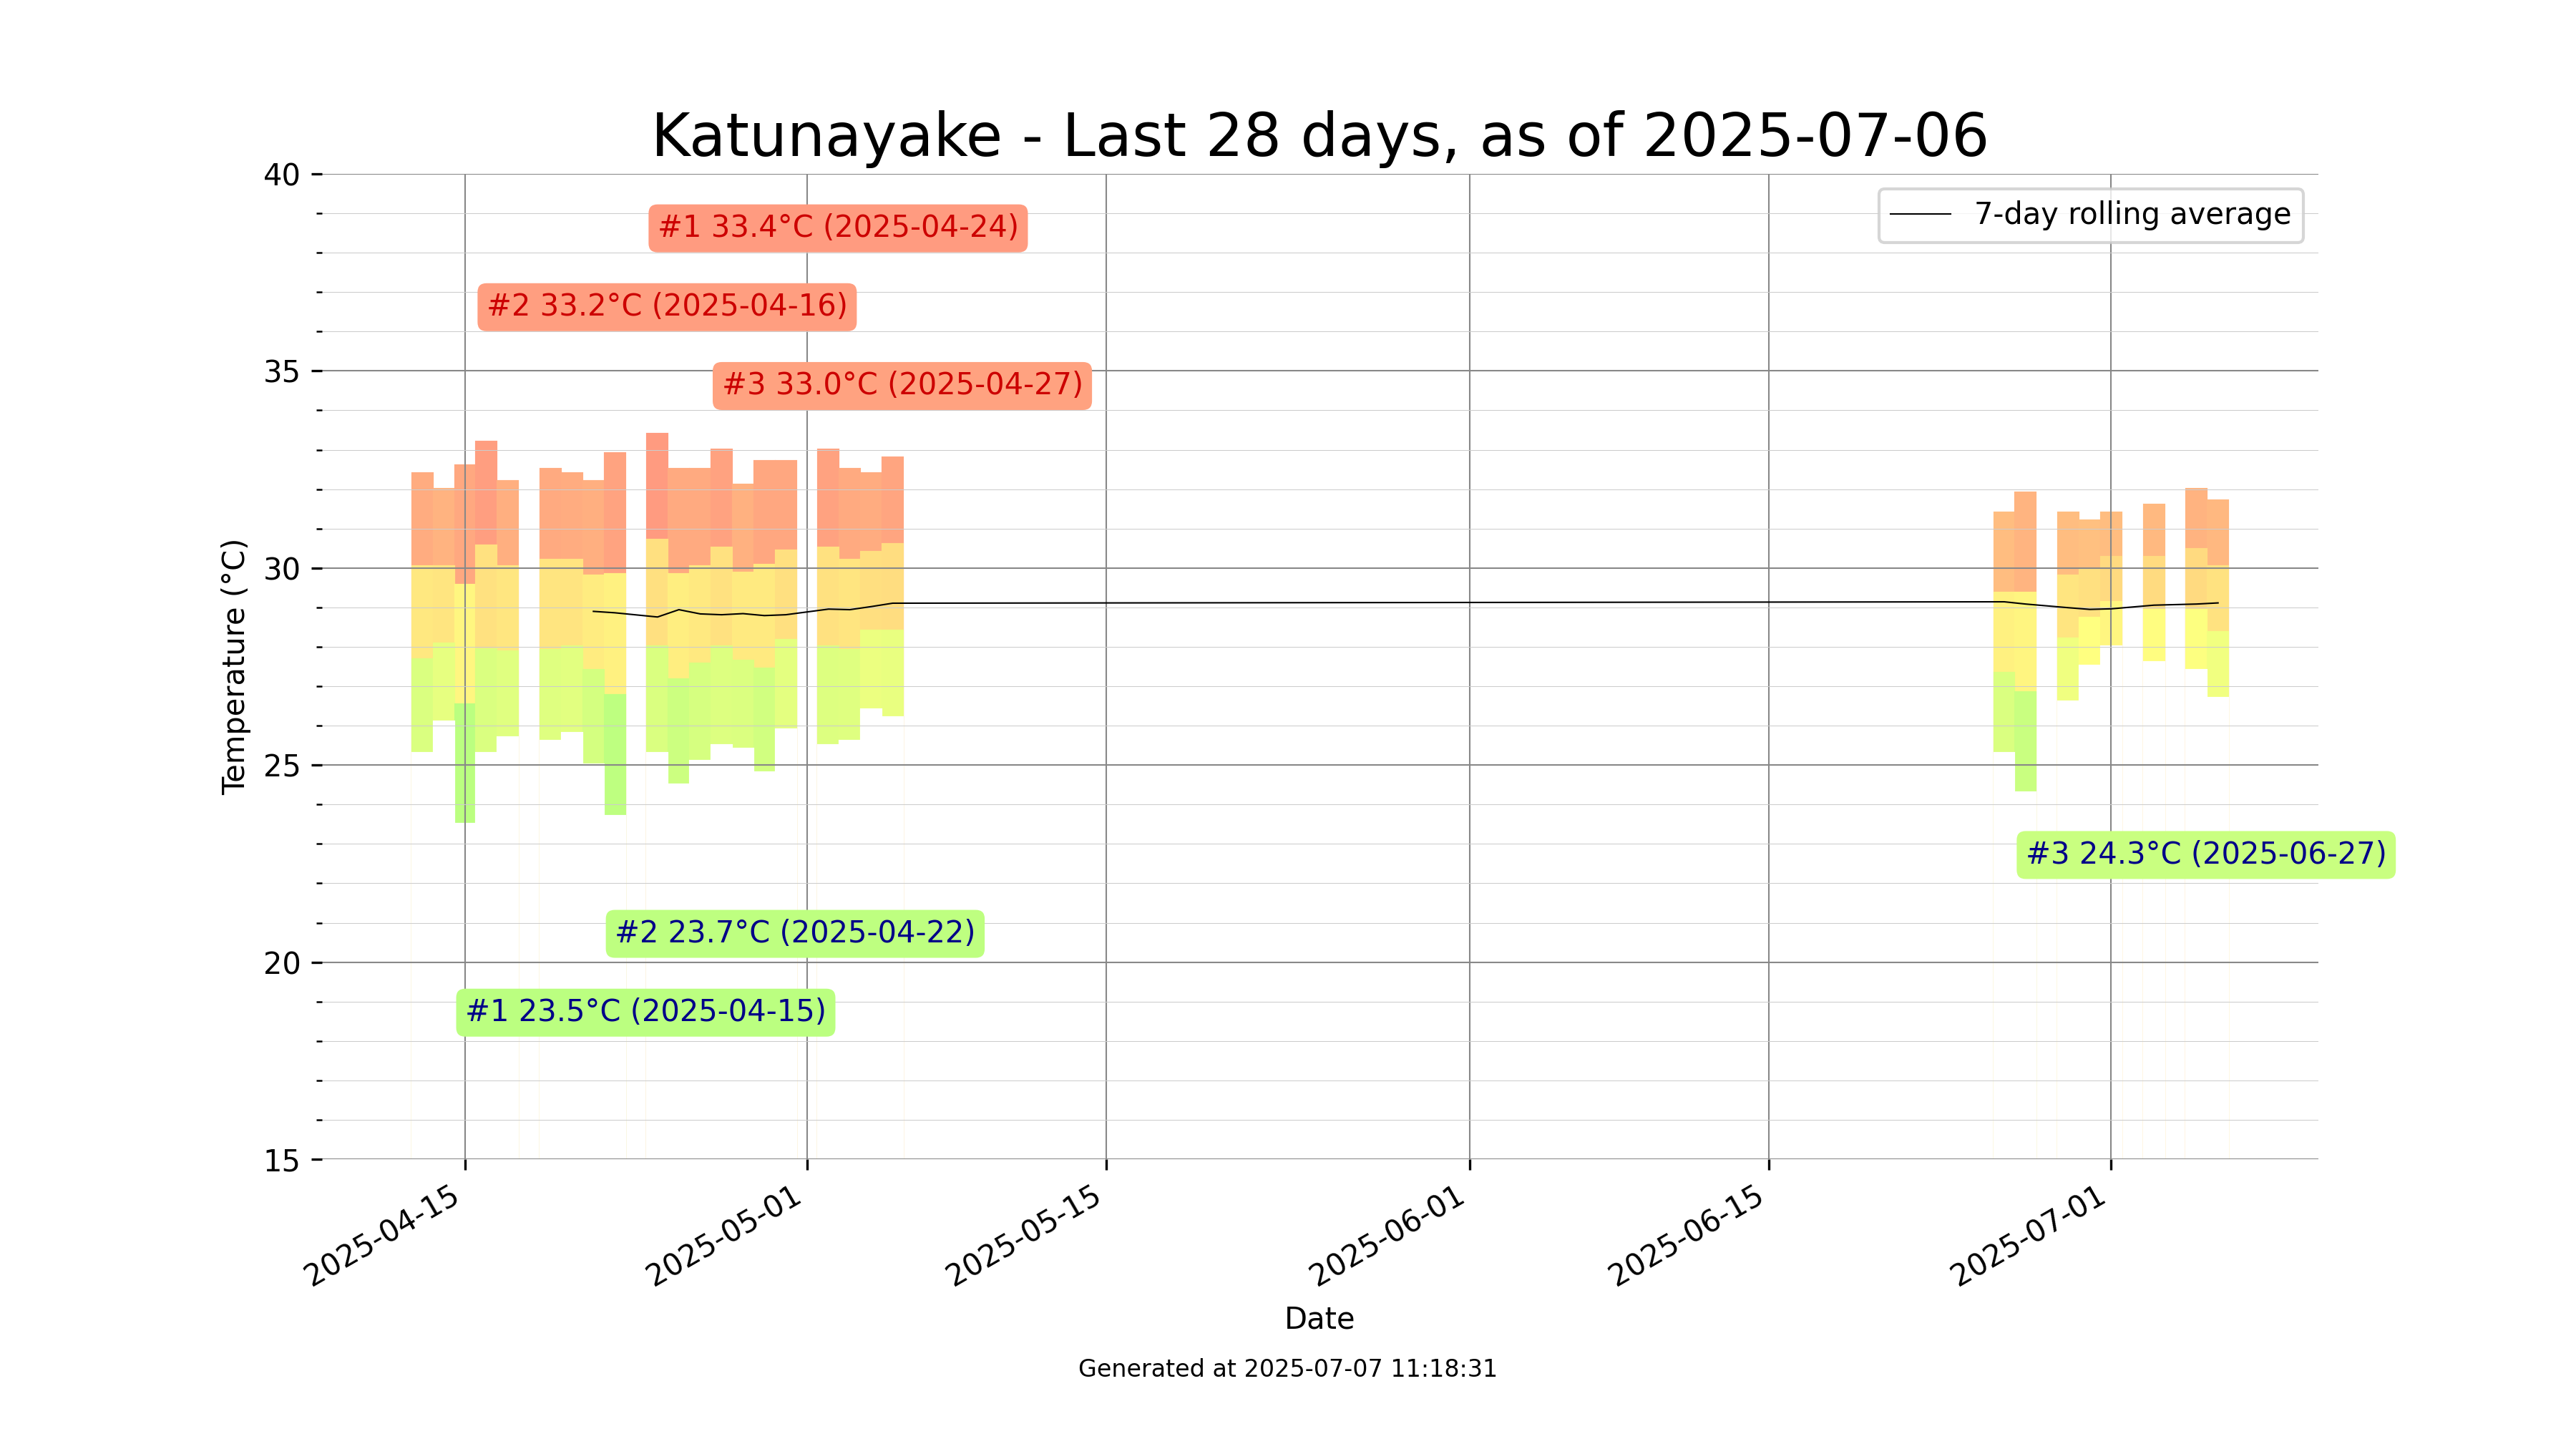 Katunayake - Last 28 days, as of 2025-07-06
40
35
30
25
20
15
Temperature (°C)
7-day rolling average
#1 33.4°C (2025-04-24)
#2 33.2°C (2025-04-16)
#3 33.0°C (2025-04-27)
#3 24.3°C (2025-06-27)
#2 23.7°C (2025-04-22)
#1 23.5°C (2025-04-15)
2025-04-15
2025-05-01
2025-05-15
2025-06-01
2025-06-15
2025-07-01
Date
Generated at 2025-07-07 11:18:31